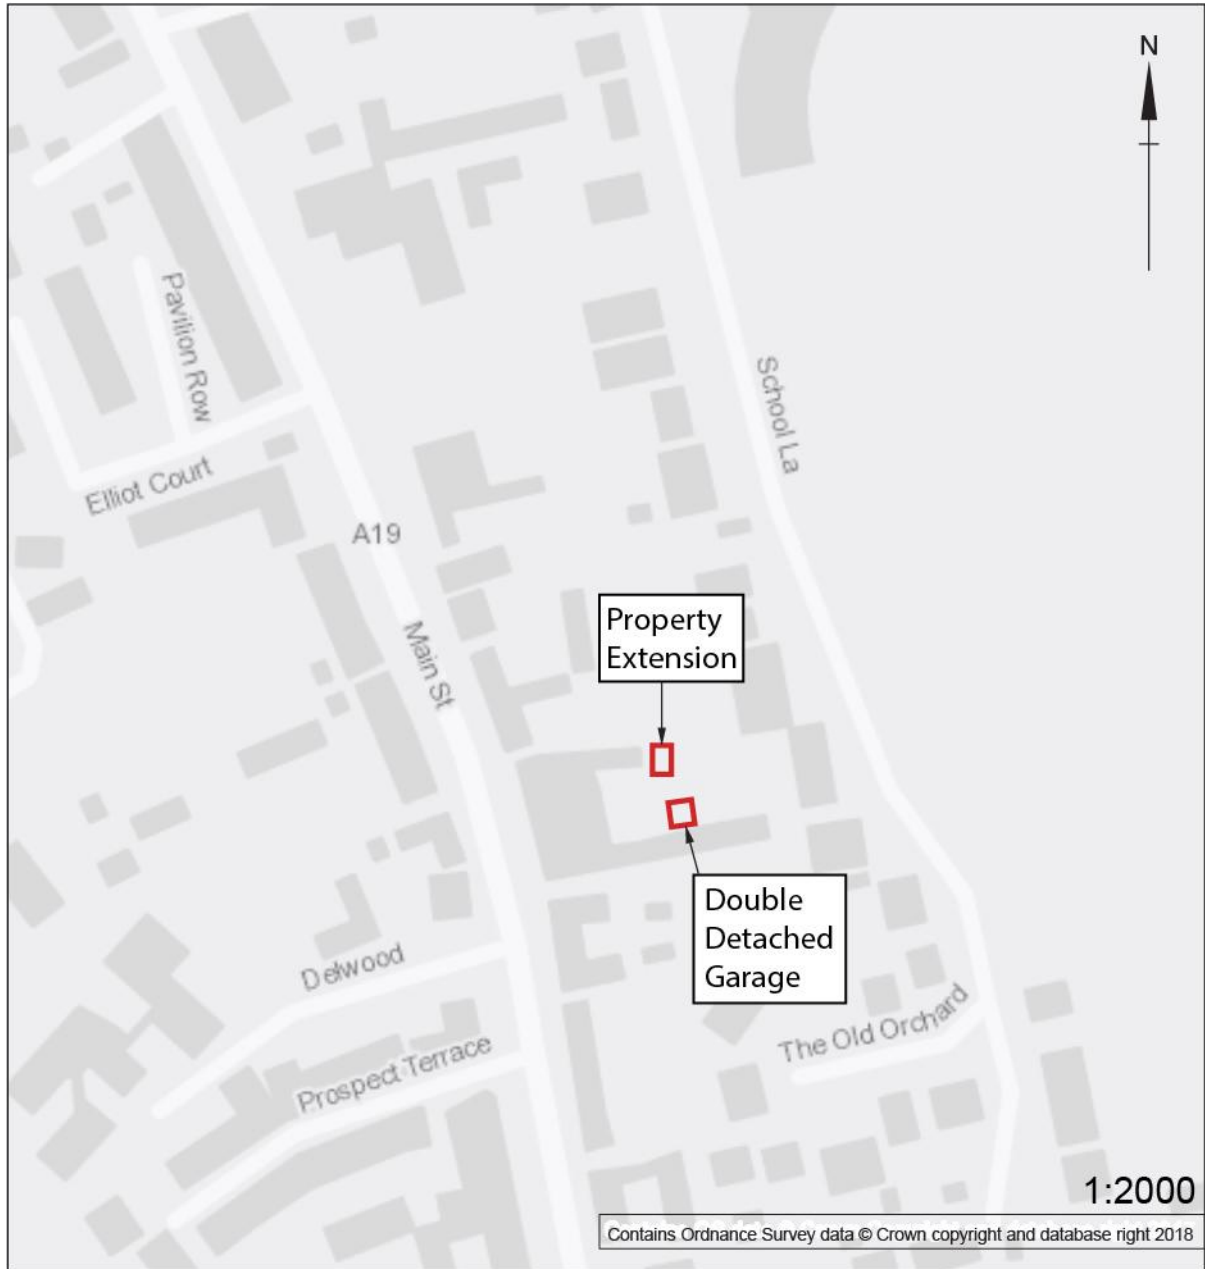 N
Pavilion Row
School La
Elliot Court
A19
Property
Extension
Main St
Double
Detached
Garage
Delwood
The Old Orchard
Prospect Terrace
1:2000
Contains Ordnance Survey data © Crown copyright and database right 2018